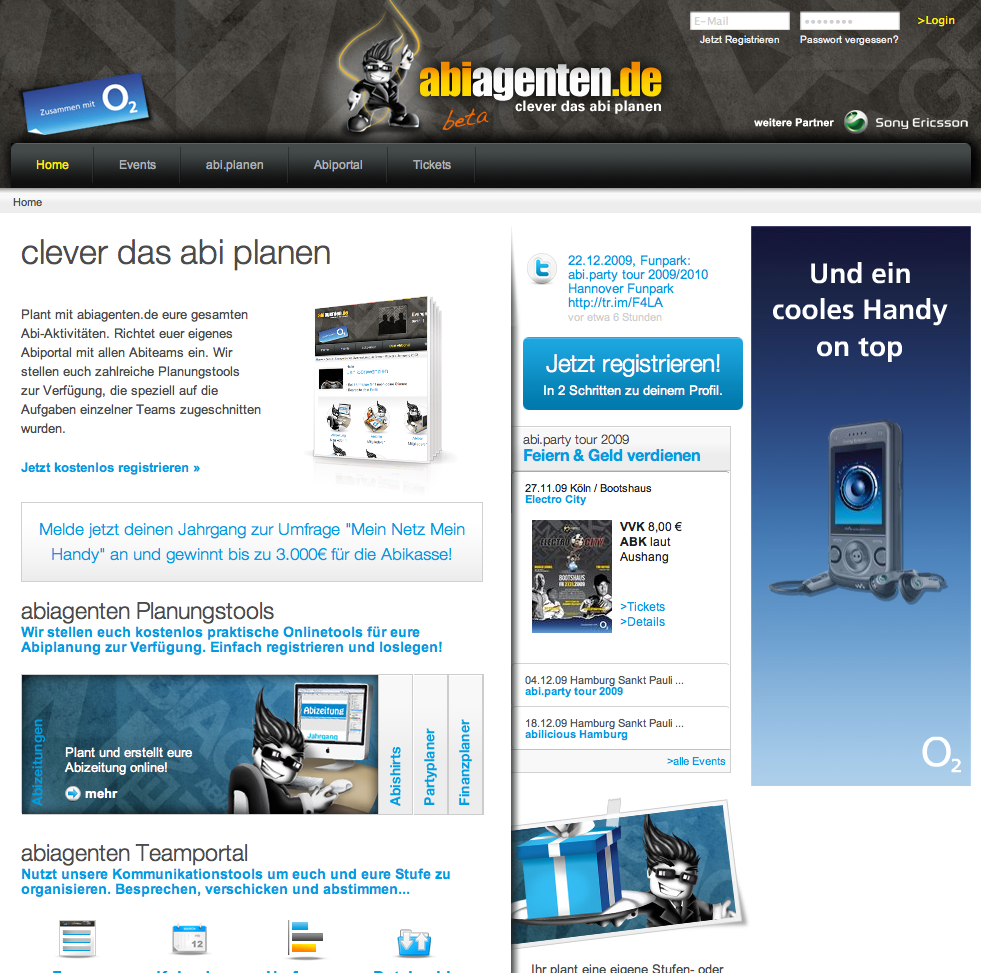 E-Mail
>Login
Jetzt Registrieren
Passwort vergessen?
Zusammen mit O2
abiagenten.de
clever das abi planen
beta
weitere Partner
Sony Ericsson
Home
Events
abi.planen
Abiportal
Tickets
Home
clever das abi planen
Plant mit abiagenten.de eure gesamten
Abi-Aktivitäten. Richtet euer eigenes
Abiportal mit allen Abiteams ein. Wir
stellen euch zahlreiche Planungstools
zur Verfügung, die speziell auf die
Aufgaben einzelner Teams zugeschnitten
wurden.
Jetzt kostenlos registrieren »
Melde jetzt deinen Jahrgang zur Umfrage "Mein Netz Mein
Handy" an und gewinnt bis zu 3.000€ für die Abikasse!
abiagenten Planungstools
Wir stellen euch kostenlos praktische Onlinetools für eure
Abiplanung zur Verfügung. Einfach registrieren und loslegen!
Abizeitungen
Plant und erstellt eure
Abizeitung online!
mehr
Abizeitung
Jahrgang
Abishirts
Partyplaner
Finanzplaner
abiagenten Teamportal
Nutzt unsere Kommunikationstools um euch und eure Stufe zu
organisieren. Besprechen, verschicken und abstimmen...
12
22.12.2009, Funpark:
abi.party tour 2009/2010
Hannover Funpark
http://tr.im/F4LA
vor etwa 6 Stunden
Jetzt registrieren!
In 2 Schritten zu deinem Profil.
abi.party tour 2009
Feiern & Geld verdienen
27.11.09 Köln / Bootshaus
Electro City
ELECTRO CITY
BOOTSHAUS
VVK 8,00 €
ABK laut
Aushang
>Tickets
>Details
04.12.09 Hamburg Sankt Pauli ...
abi.party tour 2009
18.12.09 Hamburg Sankt Pauli ...
abilicious Hamburg
>alle Events
Ihr plant eine eigene Stufen- oder
Und ein
cooles Handy
on top
O2